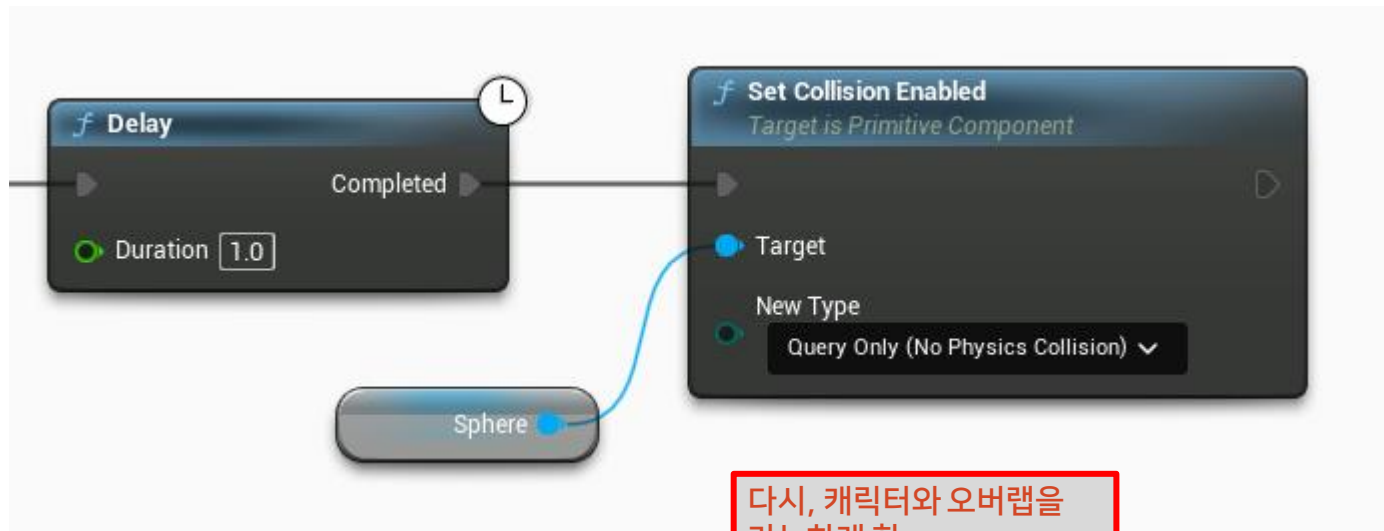 f Delay
Completed
Duration 1.0
f Set Collision Enabled
Target is Primitive Component
Target
New Type
Query Only (No Physics Collision)
Sphere
다시, 캐릭터와 오버랩을